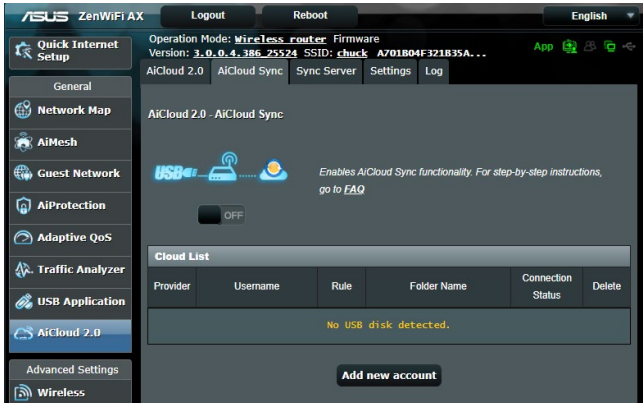 ASUS ZenWiFi AX Logout Reboot English
Quick Internet Setup
Operation Mode: Wireless router Firmware
Version: 3.0.0.4.386_25524 SSID: chuck A701B04F321B35A...
App
AiCloud 2.0 AiCloud Sync Sync Server Settings Log
General
Network Map
AiMesh
Guest Network
AiProtection
Adaptive QoS
Traffic Analyzer
USB Application
AiCloud 2.0
Advanced Settings
Wireless
AiCloud 2.0 - AiCloud Sync
USB
Enables AiCloud Sync functionality. For step-by-step instructions,
go to FAQ
OFF
Cloud List
Provider Username Rule Folder Name Connection Status Delete
No USB disk detected.
Add new account